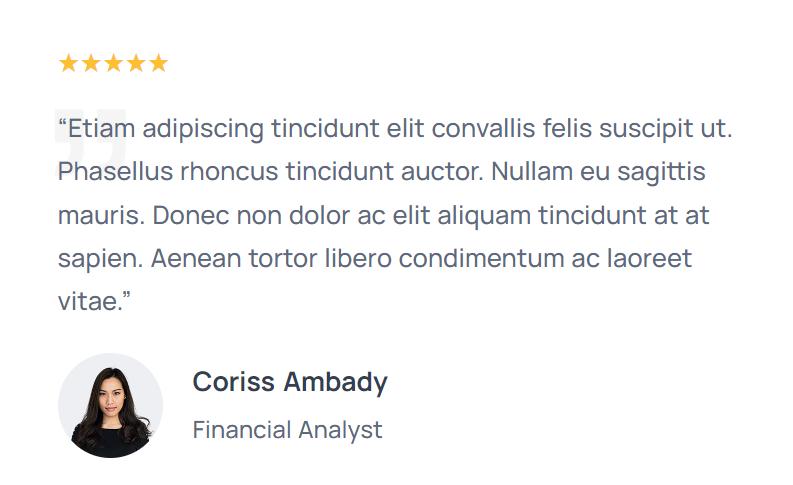 “Etiam adipiscing tincidunt elit convallis felis suscipit ut.
Phasellus rhoncus tincidunt auctor. Nullam eu sagittis
mauris. Donec non dolor ac elit aliquam tincidunt at at
sapien. Aenean tortor libero condimentum ac laoreet
vitae.”
Coriss Ambady
Financial Analyst